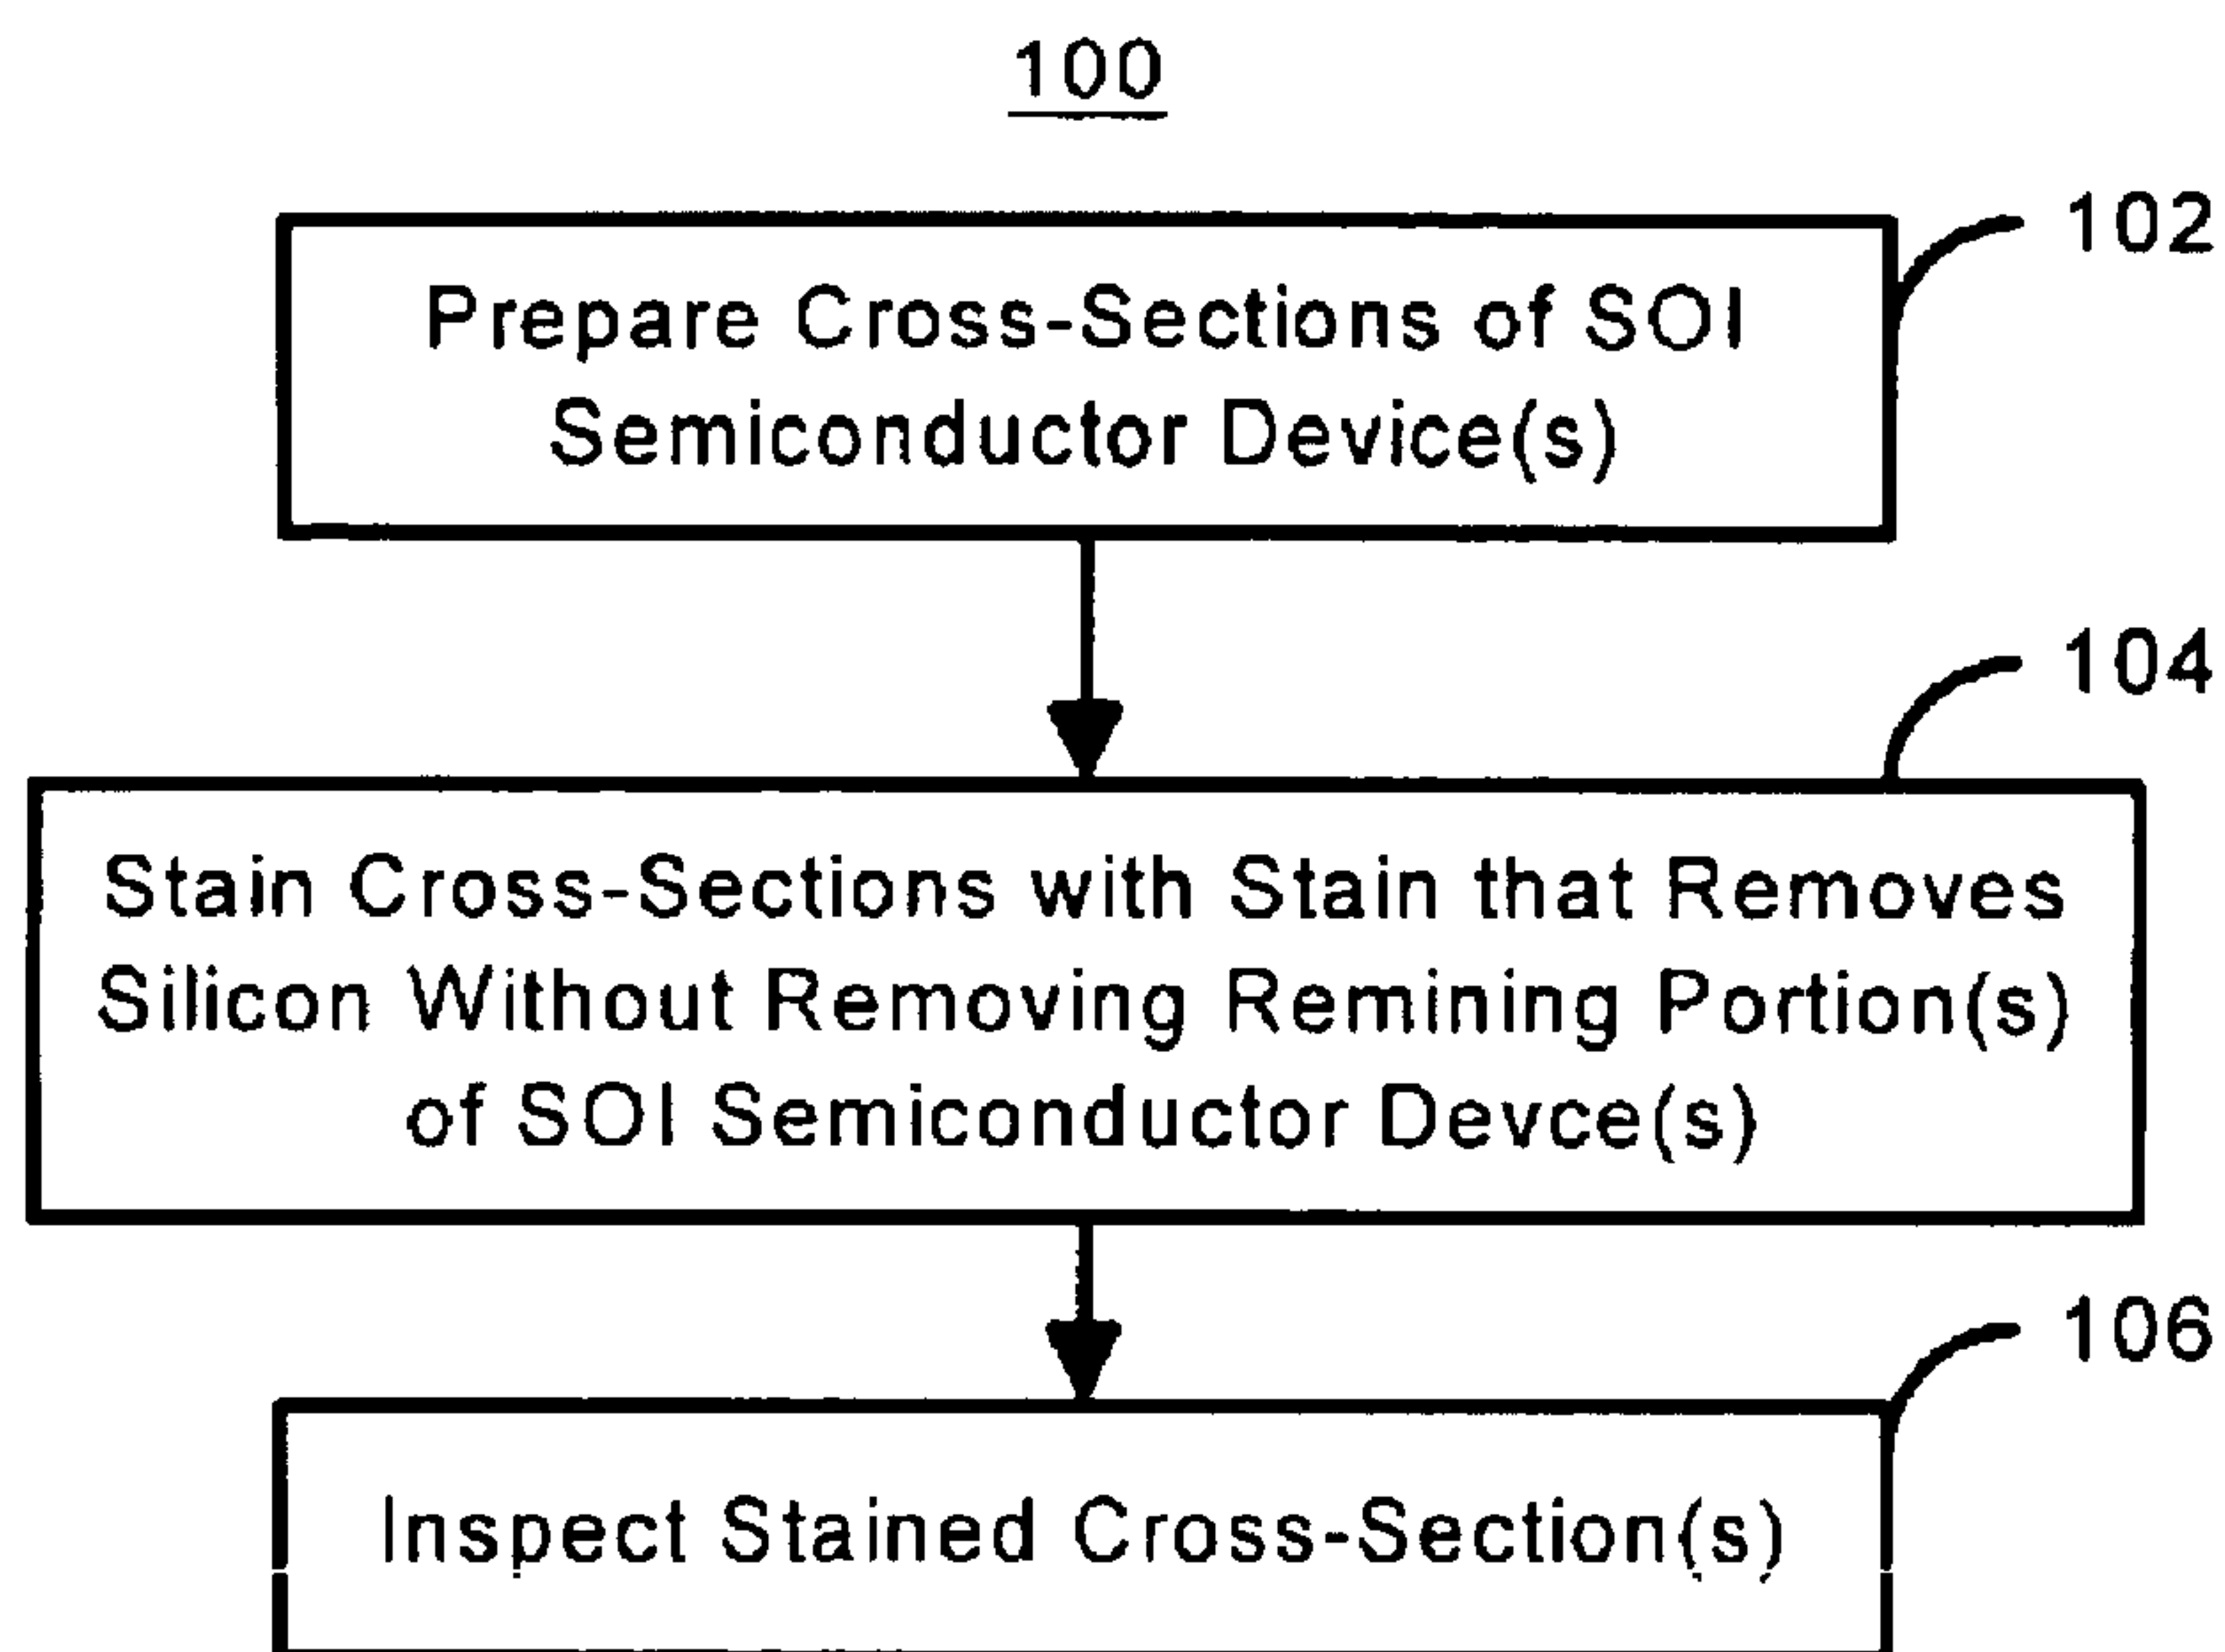 100
102
Prepare Cross-Sections of SOI
Semiconductor Device(s)
104
Stain Cross-Sections with Stain that Removes
Silicon Without Removing Remining Portion(s)
of SOI Semiconductor Devce(s)
106
Inspect Stained Cross-Section(s)